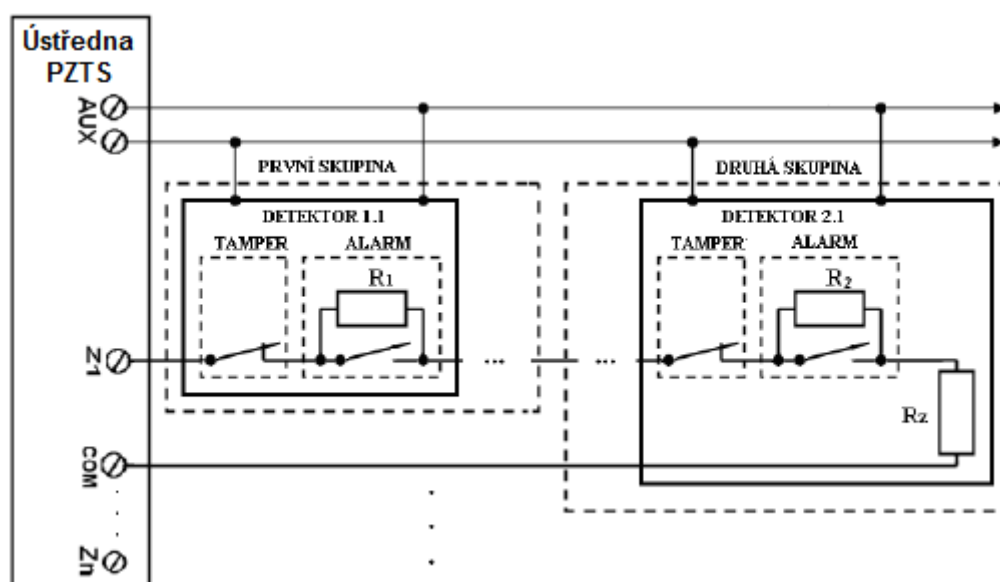 Ústředna
PZTS
AUX
PRVNÍ SKUPINA
DRUHÁ SKUPINA
DETEKTOR 1.1
DETEKTOR 2.1
TAMPER
ALARM
TAMPER
ALARM
R1
R2
Z1
...
...
Rz
COM
Zn